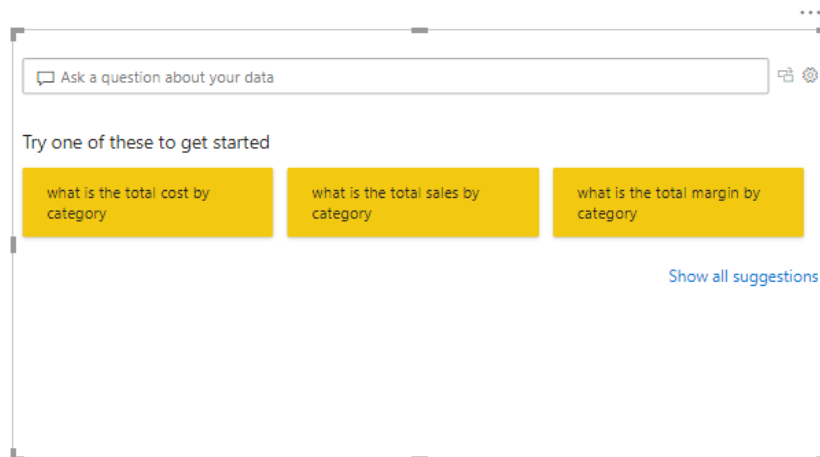 Ask a question about your data
Try one of these to get started
what is the total cost by
category
what is the total sales by
category
what is the total margin by
category
Show all suggestions